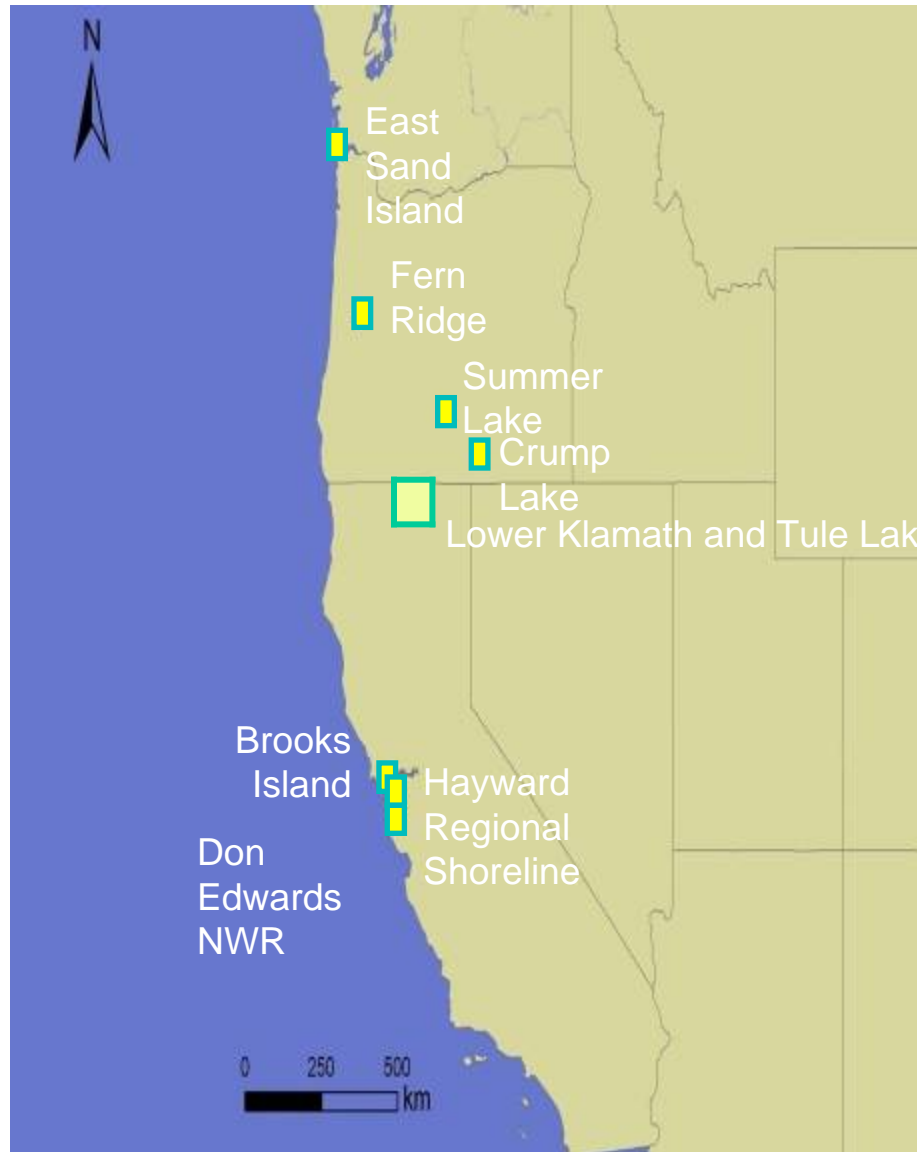 N
East
Sand
Island
Fern
Ridge
Summer
Lake
Crump
Lake
Lower Klamath and Tule Lak
Brooks
Island
Hayward
Regional
Shoreline
Don
Edwards
NWR
0 250 500
km